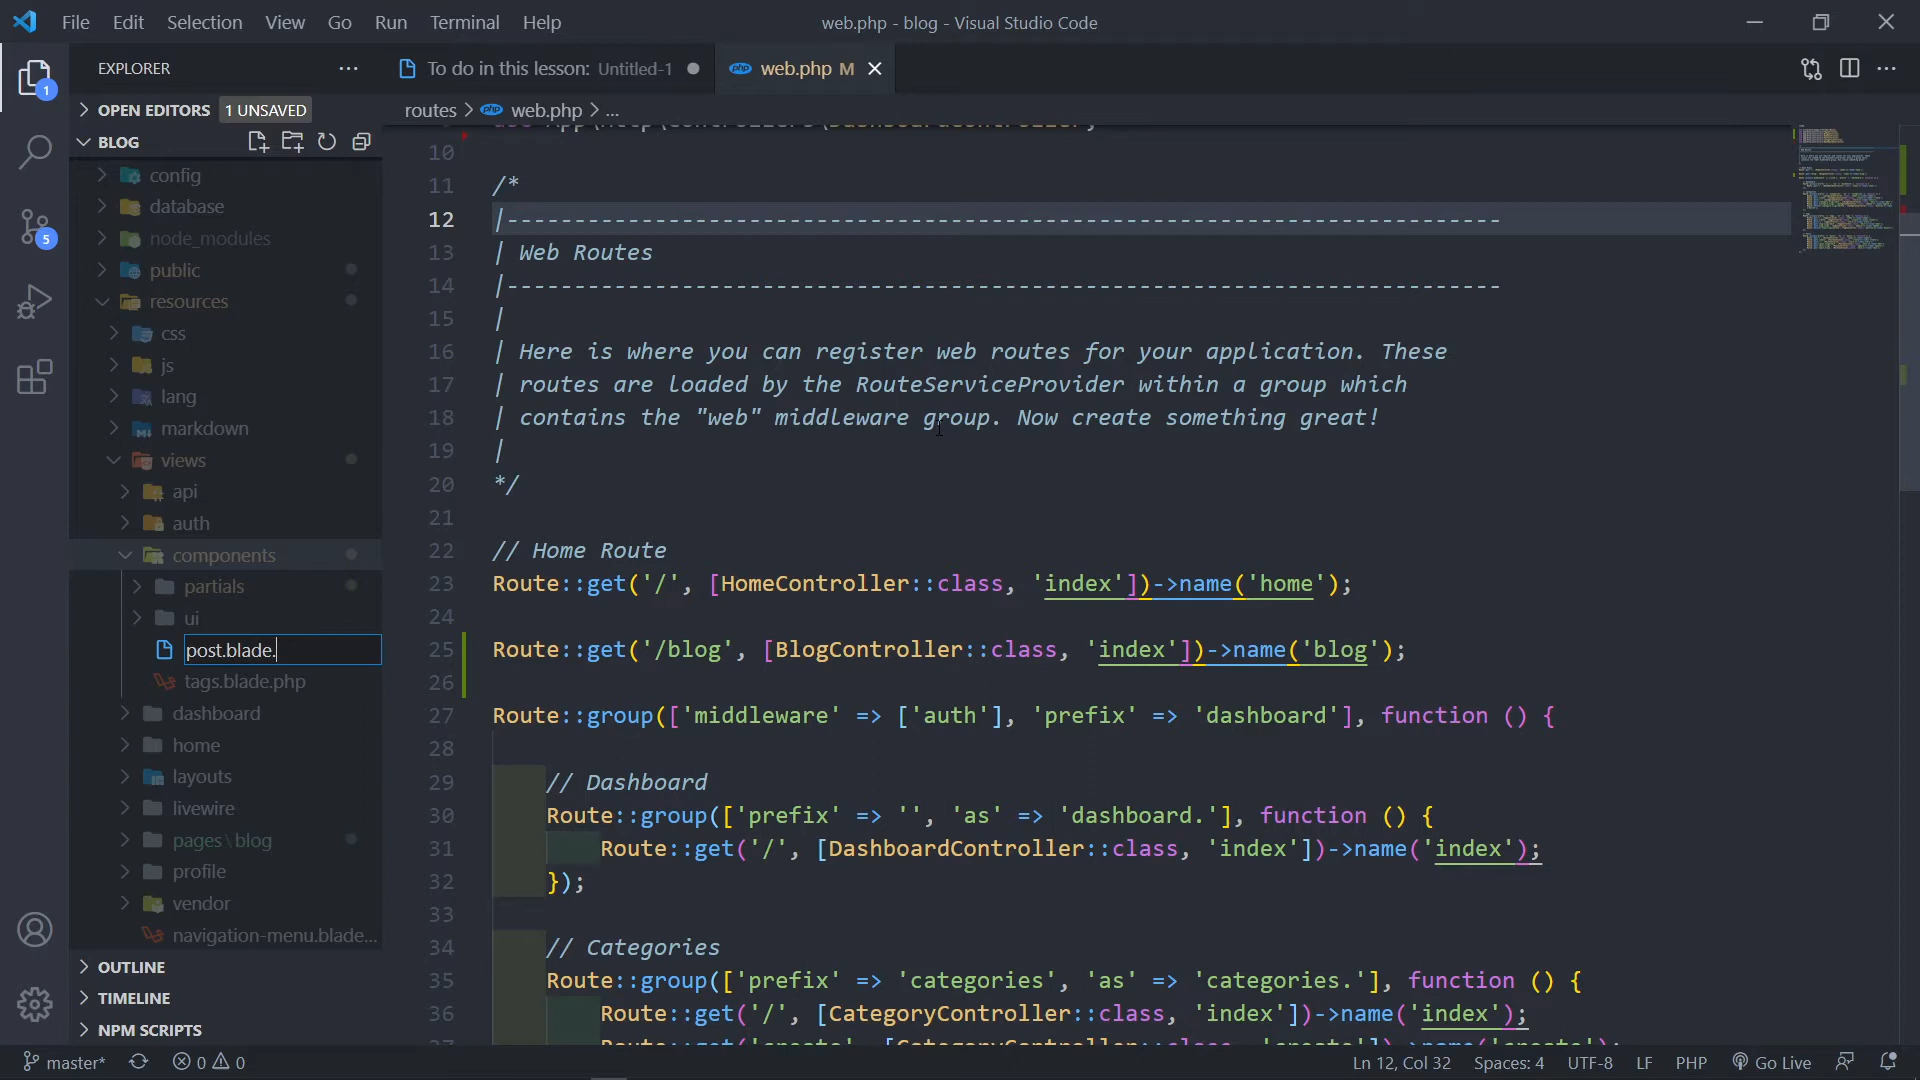 File Edit Selection View Go Run Terminal Help
web.php - blog - Visual Studio Code
EXPLORER
To do in this lesson: Untitled-1
web.php M
OPEN EDITORS 1 UNSAVED
routes > web.php > ...
BLOG
config
database
node_modules
public
resources
css
js
lang
markdown
views
api
auth
components
partials
ui
post.blade.
tags.blade.php
dashboard
home
layouts
livewire
pages\blog
profile
vendor
navigation-menu.blade...
OUTLINE
TIMELINE
NPM SCRIPTS
1
5
10
11 /*
12 |--------------------------------------------------------------------------
13 | Web Routes
14 |--------------------------------------------------------------------------
15 |
16 | Here is where you can register web routes for your application. These
17 | routes are loaded by the RouteServiceProvider within a group which
18 | contains the "web" middleware group. Now create something great!
19 |
20 */
21
22 // Home Route
23 Route::get('/', [HomeController::class, 'index'])->name('home');
24
25 Route::get('/blog', [BlogController::class, 'index'])->name('blog');
26
27 Route::group(['middleware' => ['auth'], 'prefix' => 'dashboard'], function () {
28
29 // Dashboard
30 Route::group(['prefix' => '', 'as' => 'dashboard.'], function () {
31 Route::get('/', [DashboardController::class, 'index'])->name('index');
32 });
33
34 // Categories
35 Route::group(['prefix' => 'categories', 'as' => 'categories.'], function () {
36 Route::get('/', [CategoryController::class, 'index'])->name('index');
master* 0 0
Ln 12, Col 32 Spaces: 4 UTF-8 LF PHP Go Live